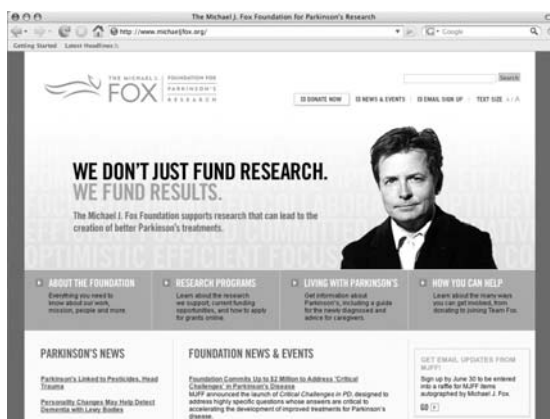 The Michael J. Fox Foundation for Parkinson's Research
http://www.michaeljfox.org/
Google
Getting Started Latest Headlines
THE MICHAEL J. FOX
FOUNDATION FOR PARKINSON'S RESEARCH
Search
DONATE NOW NEWS & EVENTS EMAIL SIGN UP TEXT SIZE A / A
WE DON'T JUST FUND RESEARCH.
WE FUND RESULTS.
The Michael J. Fox Foundation supports research that can lead to the
creation of better Parkinson's treatments.
OPTIMISTIC EFFICIENT FOCUS
ABOUT THE FOUNDATION
Everything you need to
know about our work,
mission, people and more.
RESEARCH PROGRAMS
Learn about the research
we support, current funding
opportunities, and how to apply
for grants online.
LIVING WITH PARKINSON'S
Get information about
Parkinson's, including a guide
for the newly diagnosed and
advice for caregivers.
HOW YOU CAN HELP
Learn about the many ways
you can get involved, from
donating to joining Team Fox.
PARKINSON'S NEWS
Parkinson's Linked to Pesticides, Head
Trauma
Personality Changes May Help Detect
Dementia with Lewy Bodies
FOUNDATION NEWS & EVENTS
Foundation Commits Up to $2 Million to Address 'Critical
Challenges' in Parkinson's Disease
MJFF announced the launch of Critical Challenges in PD, designed to
address highly specific questions whose answers are critical to
accelerating the development of improved treatments for Parkinson's
disease.
GET EMAIL UPDATES FROM
MJFF!
Sign up by June 30 to be entered
into a raffle for MJFF items
autographed by Michael J. Fox.
GO